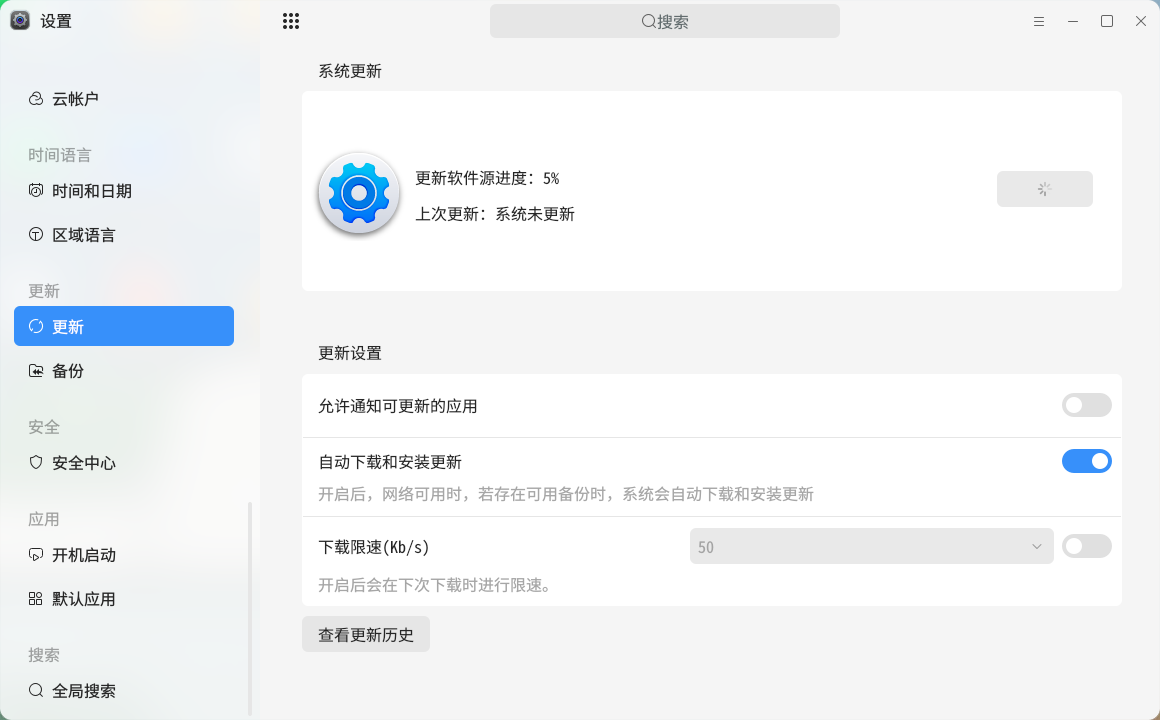 设置
搜索
云帐户
时间语言
时间和日期
区域语言
更新
更新
备份
安全
安全中心
应用
开机启动
默认应用
搜索
全局搜索
系统更新
更新软件源进度：5%
上次更新：系统未更新
更新设置
允许通知可更新的应用
自动下载和安装更新
开启后，网络可用时，若存在可用备份时，系统会自动下载和安装更新
下载限速(Kb/s)
50
开启后会在下次下载时进行限速。
查看更新历史